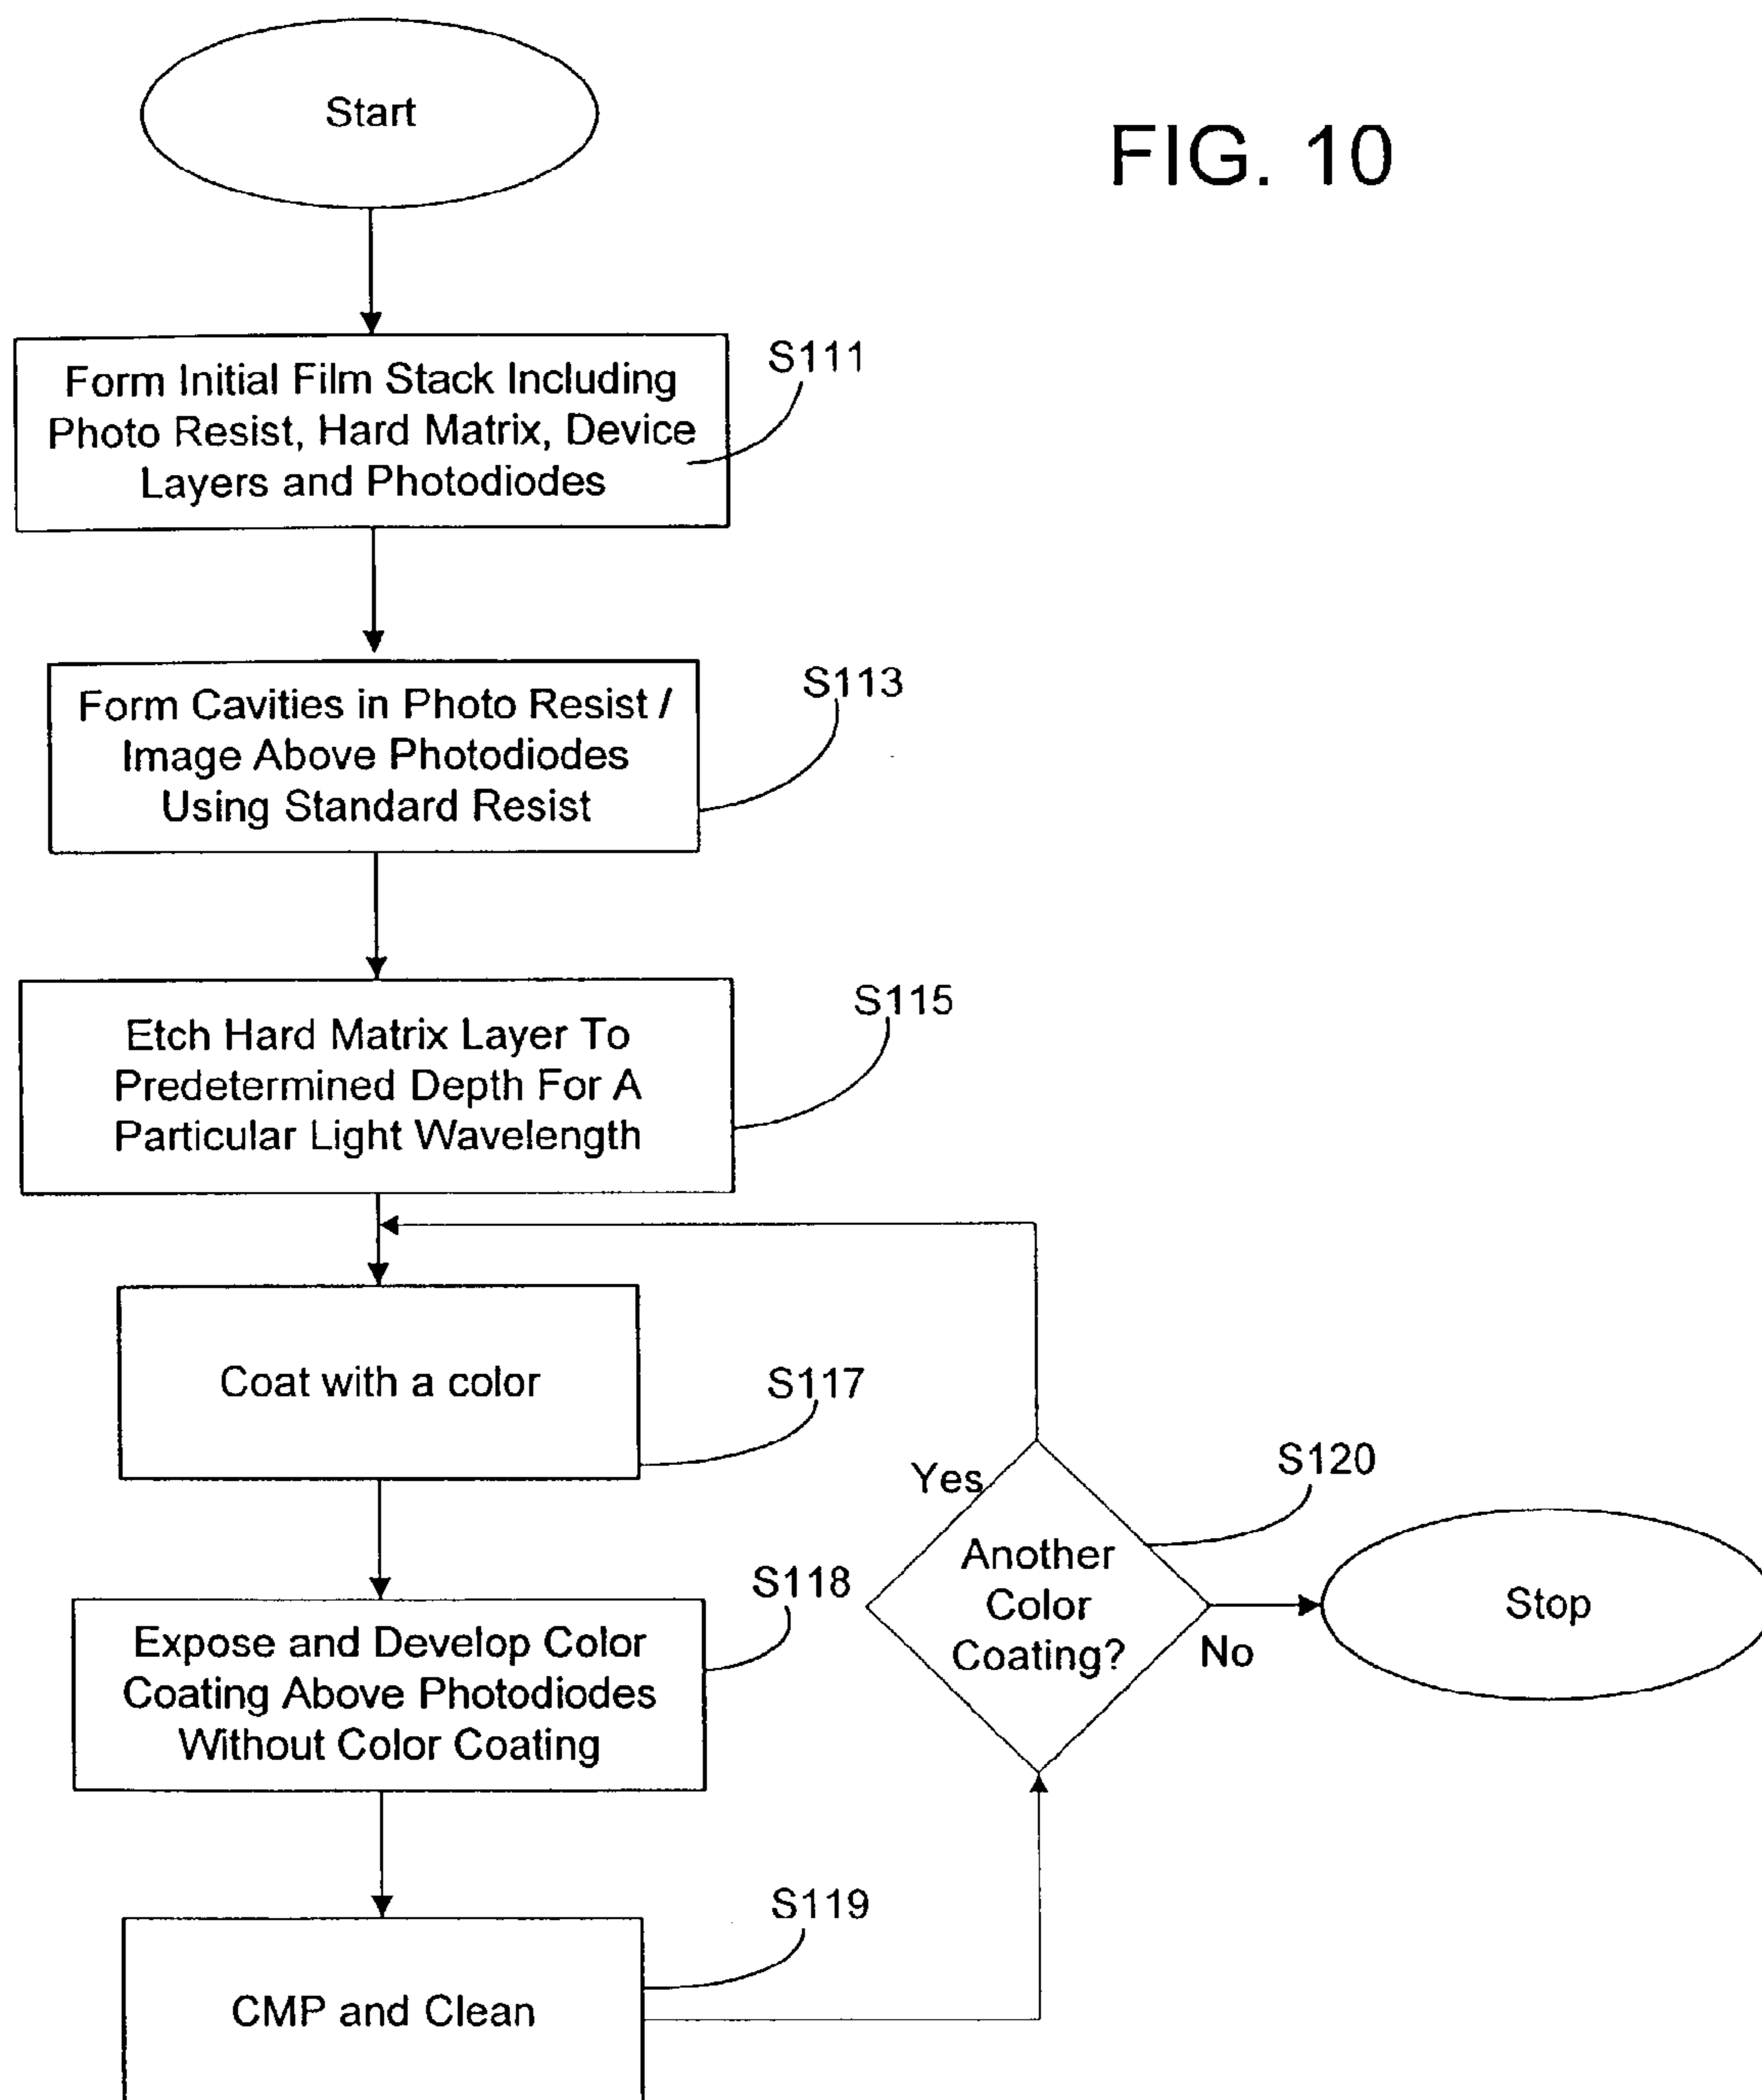 Start
FIG. 10
S111
Form Initial Film Stack Including
Photo Resist, Hard Matrix, Device
Layers and Photodiodes
S113
Form Cavities in Photo Resist /
Image Above Photodiodes
Using Standard Resist
S115
Etch Hard Matrix Layer To
Predetermined Depth For A
Particular Light Wavelength
Coat with a color
S117
Yes
S120
Another
Color
Coating?
No
Stop
S118
Expose and Develop Color
Coating Above Photodiodes
Without Color Coating
S119
CMP and Clean